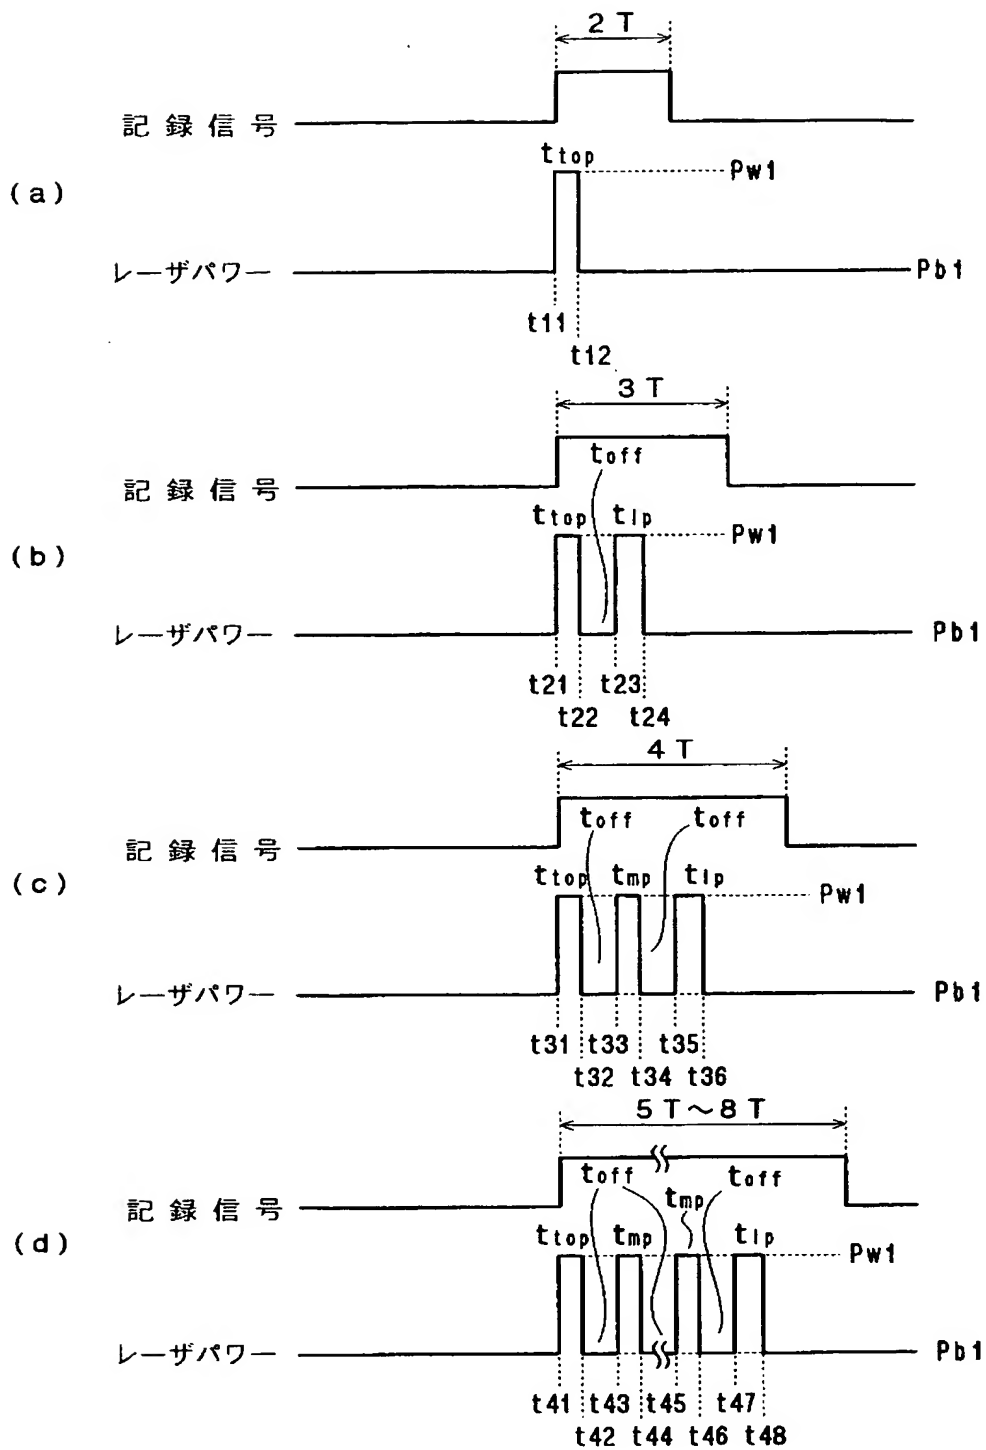 2T
記録信号
ttop
Pw1
(a)
レーザパワー
Pb1
t11
t12
3T
toff
記録信号
ttop
tlp
Pw1
(b)
レーザパワー
Pb1
t21
t23
t22
t24
4T
toff
toff
記録信号
ttop
tmp
tlp
Pw1
(c)
レーザパワー
Pb1
t31
t33
t35
t32
t34
t36
5T～8T
toff
toff
tmp
記録信号
ttop
tmp
tlp
Pw1
(d)
レーザパワー
Pb1
t41
t43
t45
t47
t42
t44
t46
t48